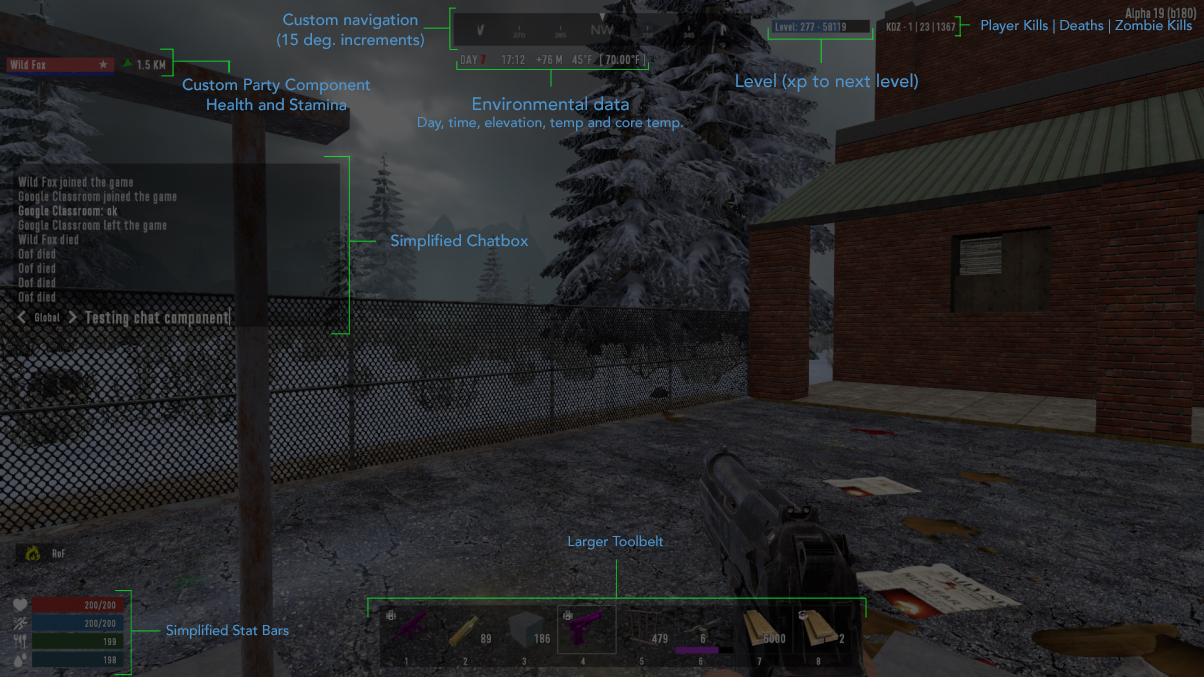 Alpha 19 (b180)
Custom navigation
(15 deg. increments)
W 270 285 NW 345
Level: 277 - 58119
KDZ - 1 | 23 | 1367
Player Kills | Deaths | Zombie Kills
DAY 7 17:12 +76 M 45°F [ 70.00°F ]
Wild Fox ★ 1.5 KM
Level (xp to next level)
Custom Party Component
Health and Stamina
Environmental data
Day, time, elevation, temp and core temp.
Wild Fox joined the game
Google Classroom joined the game
Google Classroom: ok
Google Classroom left the game
Wild Fox died
Oof died
Oof died
Oof died
Oof died
Simplified Chatbox
Global Testing chat component
Larger Toolbelt
RoF
200/200
200/200
199
198
Simplified Stat Bars
89 186 479 6 6000 2
1 2 3 4 5 6 7 8